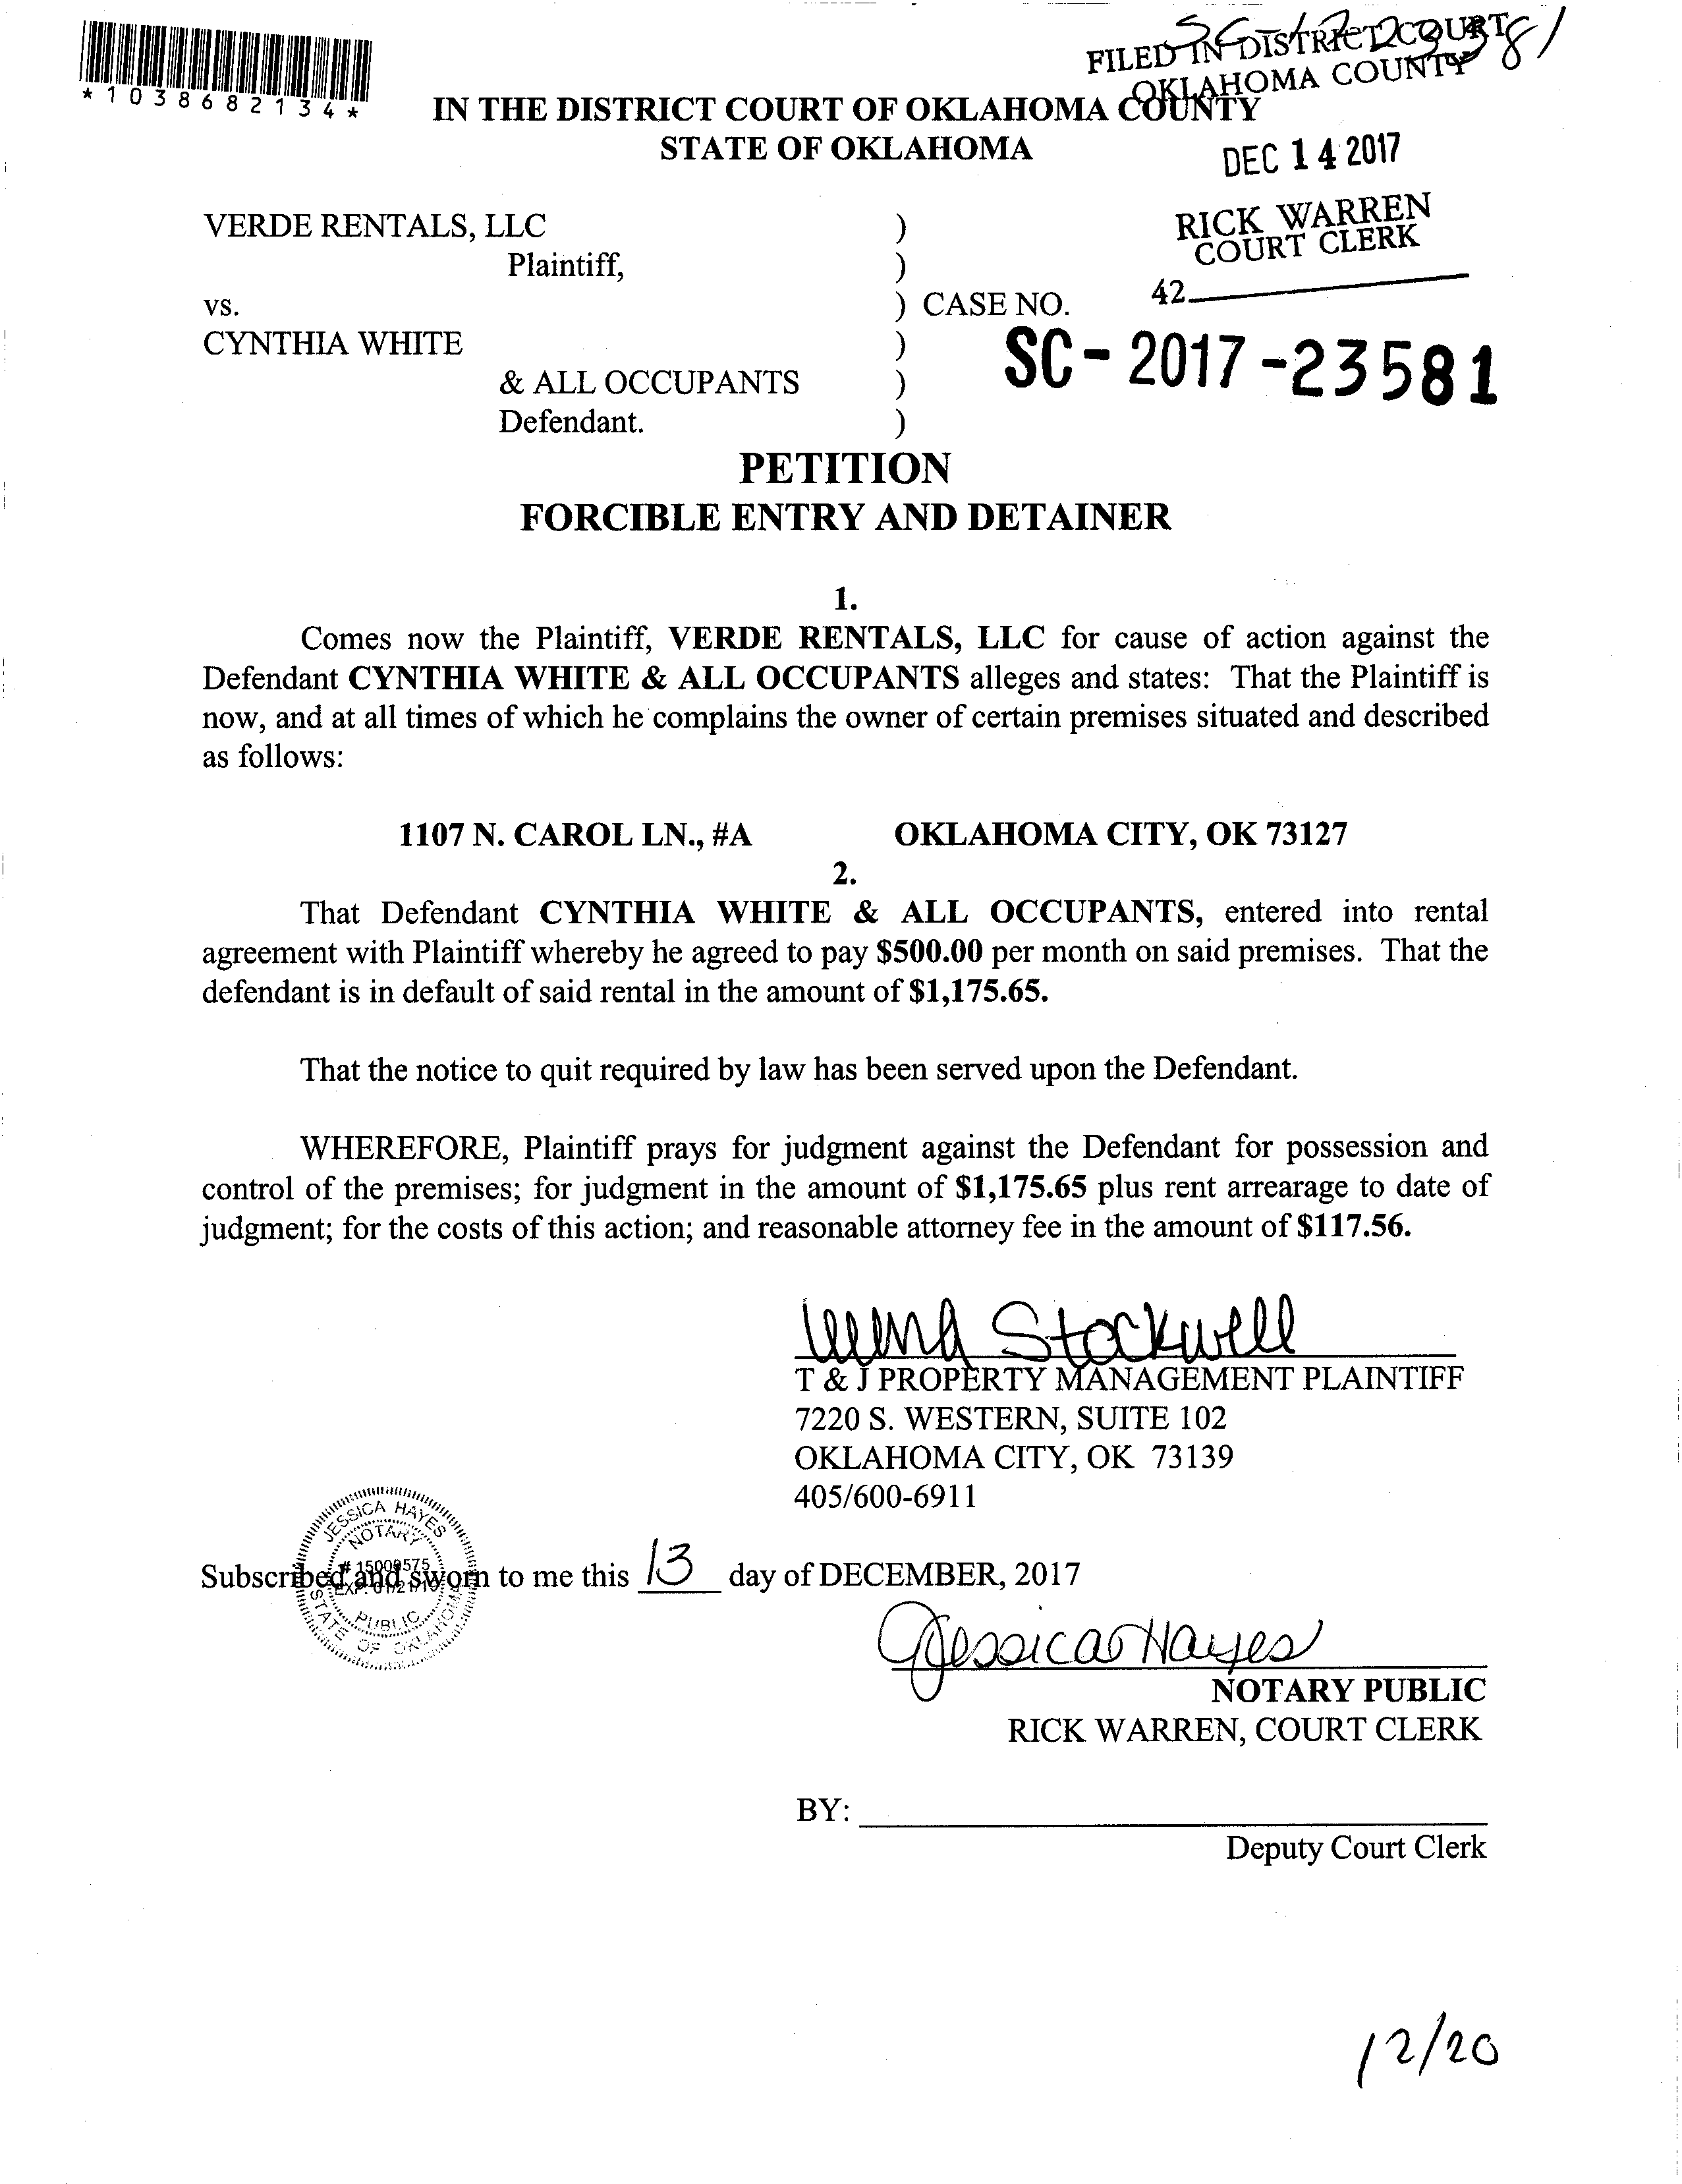 *1038682134*
FILED IN DISTRICT COURT
OKLAHOMA COUNTY
IN THE DISTRICT COURT OF OKLAHOMA COUNTY
STATE OF OKLAHOMA
DEC 14 2017
RICK WARREN
COURT CLERK
42
VERDE RENTALS, LLC )
Plaintiff, )
vs. ) CASE NO.
CYNTHIA WHITE )
SC-2017-23581
& ALL OCCUPANTS )
Defendant. )
PETITION
FORCIBLE ENTRY AND DETAINER
1.
Comes now the Plaintiff, VERDE RENTALS, LLC for cause of action against the
Defendant CYNTHIA WHITE & ALL OCCUPANTS alleges and states: That the Plaintiff is
now, and at all times of which he complains the owner of certain premises situated and described
as follows:
1107 N. CAROL LN., #A OKLAHOMA CITY, OK 73127
2.
That Defendant CYNTHIA WHITE & ALL OCCUPANTS, entered into rental
agreement with Plaintiff whereby he agreed to pay $500.00 per month on said premises. That the
defendant is in default of said rental in the amount of $1,175.65.
That the notice to quit required by law has been served upon the Defendant.
WHEREFORE, Plaintiff prays for judgment against the Defendant for possession and
control of the premises; for judgment in the amount of $1,175.65 plus rent arrearage to date of
judgment; for the costs of this action; and reasonable attorney fee in the amount of $117.56.
Stockwell
T & J PROPERTY MANAGEMENT PLAINTIFF
7220 S. WESTERN, SUITE 102
OKLAHOMA CITY, OK 73139
405/600-6911
JESSICA HAYES
NOTARY
# 15000575
PUBLIC
STATE OF OKLAHOMA
Subscribed and sworn to me this 13 day of DECEMBER, 2017
Jessica Hayes
NOTARY PUBLIC
RICK WARREN, COURT CLERK
BY:
Deputy Court Clerk
12/20